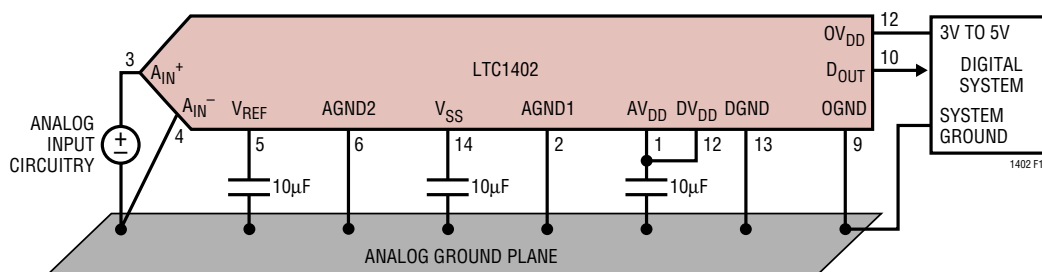 12
OVDD
3V TO 5V
3
AIN+
LTC1402
DOUT
10
DIGITAL
SYSTEM
AIN−
4
VREF
AGND2
VSS
AGND1
AVDD
DVDD
DGND
OGND
SYSTEM
GROUND
ANALOG
INPUT
CIRCUITRY
+
−
5
6
14
2
1
12
13
9
1402 F1
10µF
10µF
10µF
ANALOG GROUND PLANE